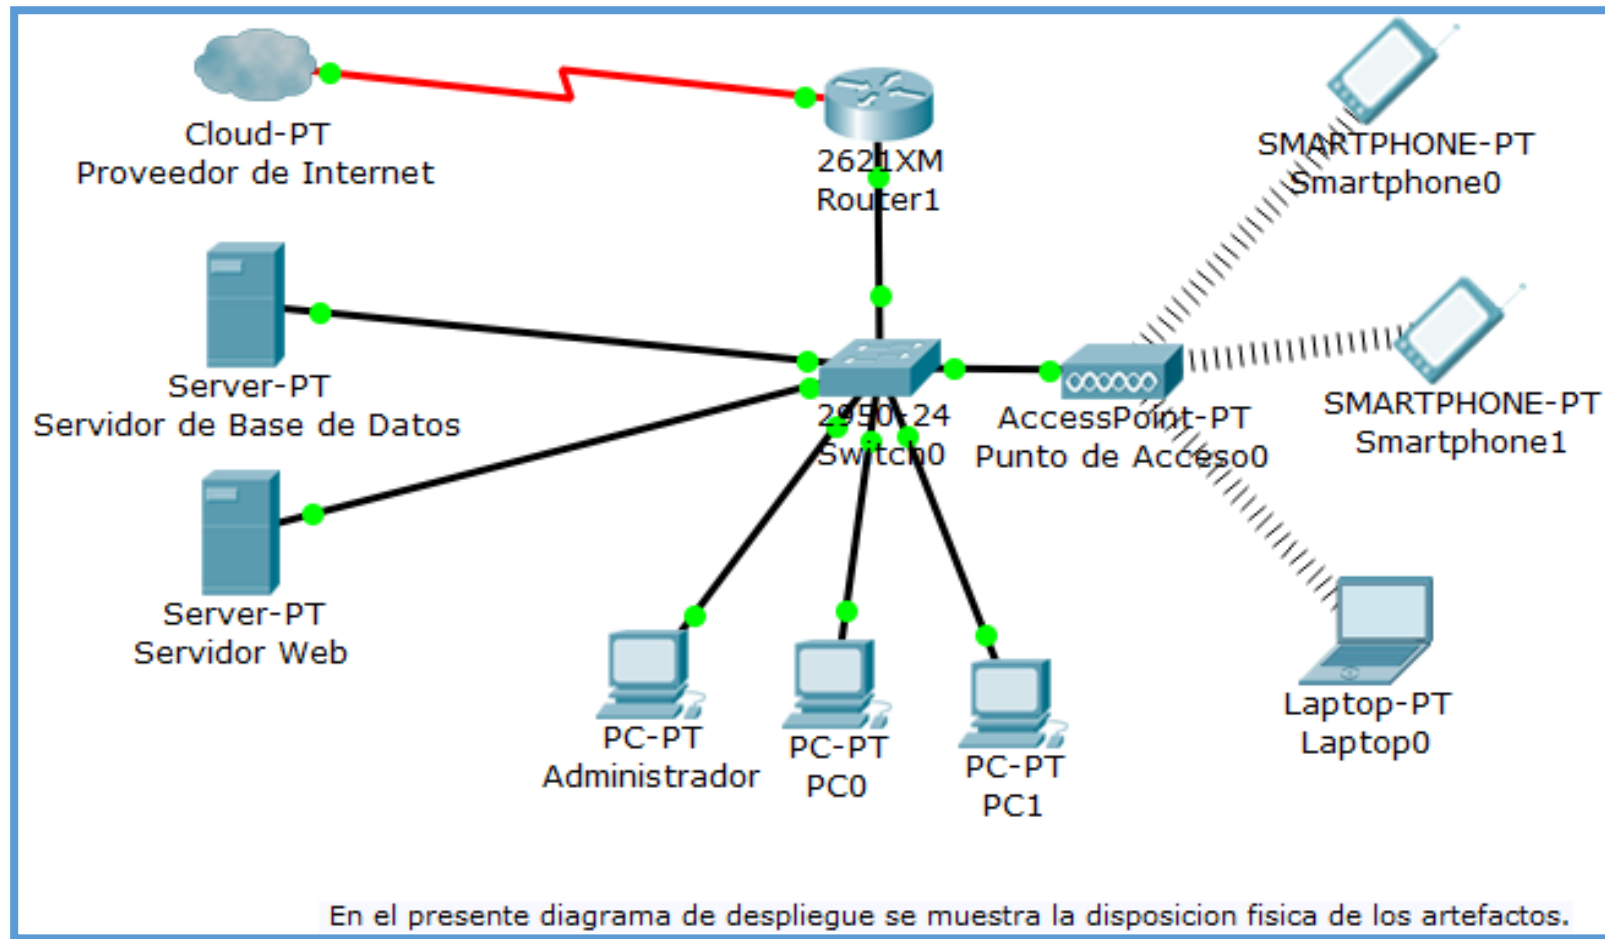 Cloud-PT
Proveedor de Internet
2621XM
Router1
SMARTPHONE-PT
Smartphone0
Server-PT
Servidor de Base de Datos
2950-24
Switch0
AccessPoint-PT
Punto de Acceso0
SMARTPHONE-PT
Smartphone1
Server-PT
Servidor Web
PC-PT
Administrador
PC-PT
PC0
PC-PT
PC1
Laptop-PT
Laptop0
En el presente diagrama de despliegue se muestra la disposicion fisica de los artefactos.